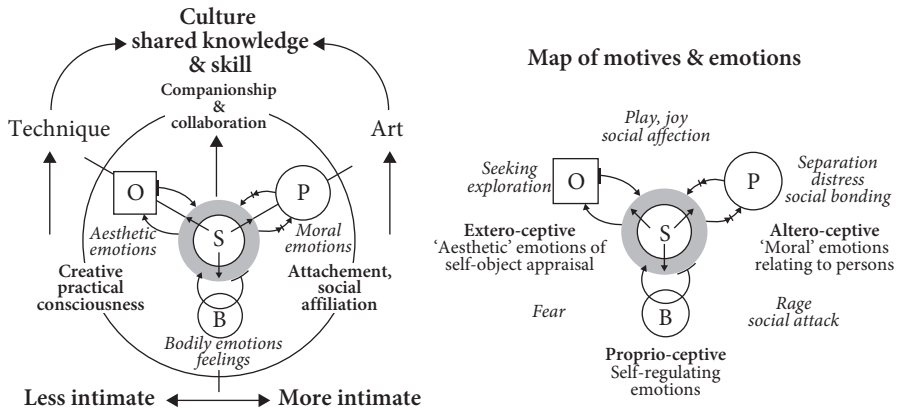 Culture
shared knowledge
& skill
Companionship
&
collaboration
Technique
Art
O
P
S
B
Aesthetic
emotions
Moral
emotions
Creative
practical
consciousness
Attachement,
social
affiliation
Bodily emotions
feelings
Less intimate
More intimate
Map of motives & emotions
Play, joy
social affection
Seeking
exploration
O
P
S
B
Separation
distress
social bonding
Extero-ceptive
'Aesthetic' emotions of
self-object appraisal
Altero-ceptive
'Moral' emotions
relating to persons
Fear
Rage
social attack
Proprio-ceptive
Self-regulating
emotions